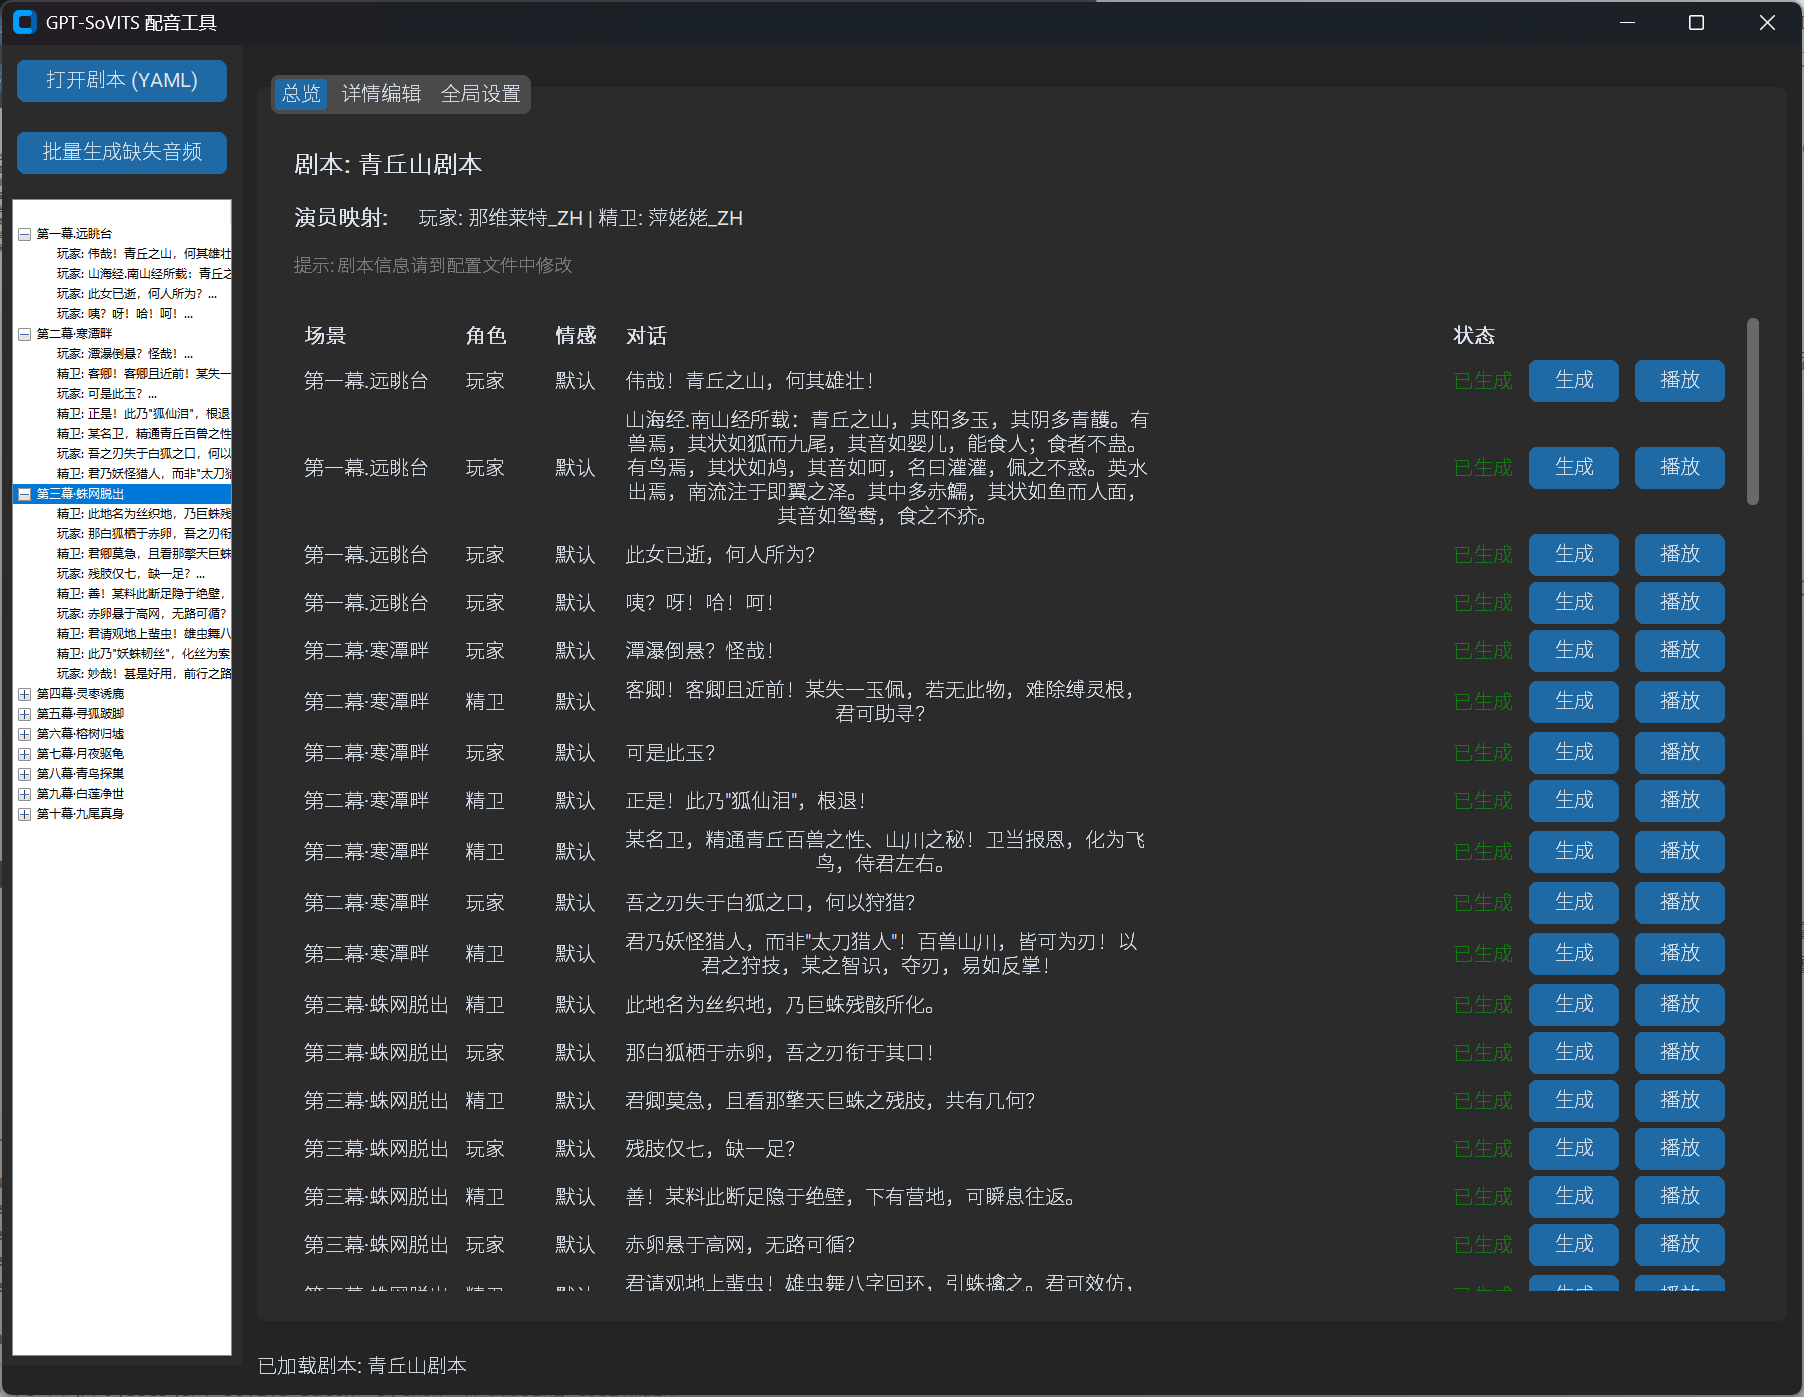 GPT-SoVITS 配音工具
打开剧本 (YAML)
批量生成缺失音频
第一幕.远眺台
玩家: 伟哉！青丘之山，何其雄壮
玩家: 山海经.南山经所载：青丘之
玩家: 此女已逝，何人所为？...
玩家: 咦？呀！哈！呵！...
第二幕·寒潭畔
玩家: 潭瀑倒悬？怪哉！...
精卫: 客卿！客卿且近前！某失一
玩家: 可是此玉？...
精卫: 正是！此乃"狐仙泪"，根退
精卫: 某名卫，精通青丘百兽之性
玩家: 吾之刃失于白狐之口，何以
精卫: 君乃妖怪猎人，而非"太刀猎
第三幕·蛛网脱出
精卫: 此地名为丝织地，乃巨蛛残
玩家: 那白狐栖于赤卵，吾之刃衔
精卫: 君卿莫急，且看那擎天巨蛛
玩家: 残肢仅七，缺一足？...
精卫: 善！某料此断足隐于绝壁，
玩家: 赤卵悬于高网，无路可循？
精卫: 君请观地上蜚虫！雄虫舞八
精卫: 此乃"妖蛛韧丝"，化丝为索
玩家: 妙哉！甚是好用，前行之路
第四幕·灵枣诱鹿
第五幕·寻狐跛脚
第六幕·榕树归墟
第七幕·月夜驱龟
第八幕·青鸟探巢
第九幕·白莲净世
第十幕·九尾真身
总览 详情编辑 全局设置
剧本: 青丘山剧本
演员映射: 玩家: 那维莱特_ZH | 精卫: 萍姥姥_ZH
提示: 剧本信息请到配置文件中修改
场景 角色 情感 对话 状态
第一幕.远眺台 玩家 默认 伟哉！青丘之山，何其雄壮！ 已生成 生成 播放
山海经.南山经所载：青丘之山，其阳多玉，其阴多青頀。有
兽焉，其状如狐而九尾，其音如婴儿，能食人；食者不蛊。
第一幕.远眺台 玩家 默认 有鸟焉，其状如鸠，其音如呵，名曰灌灌，佩之不惑。英水 已生成 生成 播放
出焉，南流注于即翼之泽。其中多赤鱬，其状如鱼而人面，
其音如鸳鸯，食之不疥。
第一幕.远眺台 玩家 默认 此女已逝，何人所为？ 已生成 生成 播放
第一幕.远眺台 玩家 默认 咦？呀！哈！呵！ 已生成 生成 播放
第二幕·寒潭畔 玩家 默认 潭瀑倒悬？怪哉！ 已生成 生成 播放
第二幕·寒潭畔 精卫 默认 客卿！客卿且近前！某失一玉佩，若无此物，难除缚灵根， 已生成 生成 播放
君可助寻？
第二幕·寒潭畔 玩家 默认 可是此玉？ 已生成 生成 播放
第二幕·寒潭畔 精卫 默认 正是！此乃"狐仙泪"，根退！ 已生成 生成 播放
第二幕·寒潭畔 精卫 默认 某名卫，精通青丘百兽之性、山川之秘！卫当报恩，化为飞 已生成 生成 播放
鸟，侍君左右。
第二幕·寒潭畔 玩家 默认 吾之刃失于白狐之口，何以狩猎？ 已生成 生成 播放
第二幕·寒潭畔 精卫 默认 君乃妖怪猎人，而非"太刀猎人"！百兽山川，皆可为刃！以 已生成 生成 播放
君之狩技，某之智识，夺刃，易如反掌！
第三幕·蛛网脱出 精卫 默认 此地名为丝织地，乃巨蛛残骸所化。 已生成 生成 播放
第三幕·蛛网脱出 玩家 默认 那白狐栖于赤卵，吾之刃衔于其口！ 已生成 生成 播放
第三幕·蛛网脱出 精卫 默认 君卿莫急，且看那擎天巨蛛之残肢，共有几何？ 已生成 生成 播放
第三幕·蛛网脱出 玩家 默认 残肢仅七，缺一足？ 已生成 生成 播放
第三幕·蛛网脱出 精卫 默认 善！某料此断足隐于绝壁，下有营地，可瞬息往返。 已生成 生成 播放
第三幕·蛛网脱出 玩家 默认 赤卵悬于高网，无路可循？ 已生成 生成 播放
第三幕·蛛网脱出 精卫 默认 君请观地上蜚虫！雄虫舞八字回环，引蛛擒之。君可效仿， 已生成 生成 播放
已加载剧本: 青丘山剧本